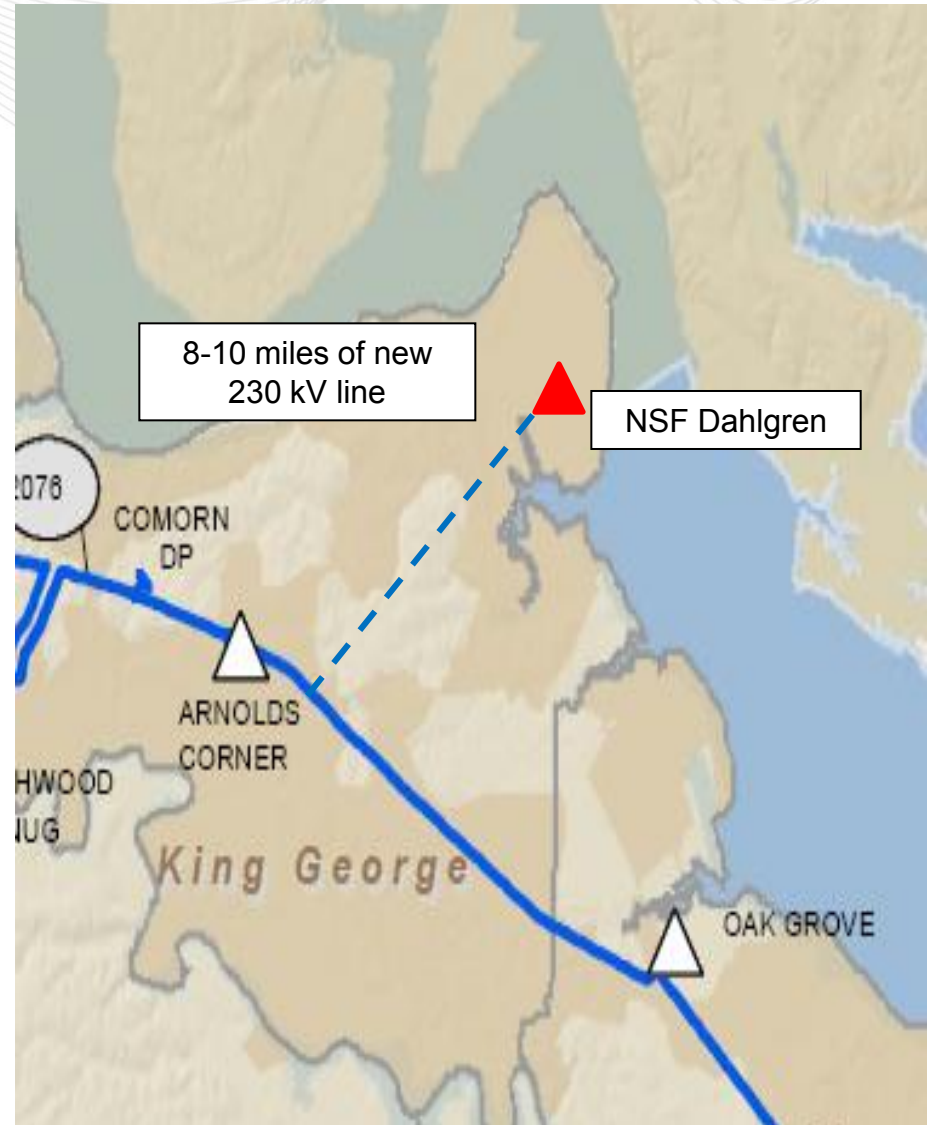 8-10 miles of new
230 kV line
NSF Dahlgren
2076
COMORN
DP
ARNOLDS
CORNER
HWOOD
NUG
King George
OAK GROVE